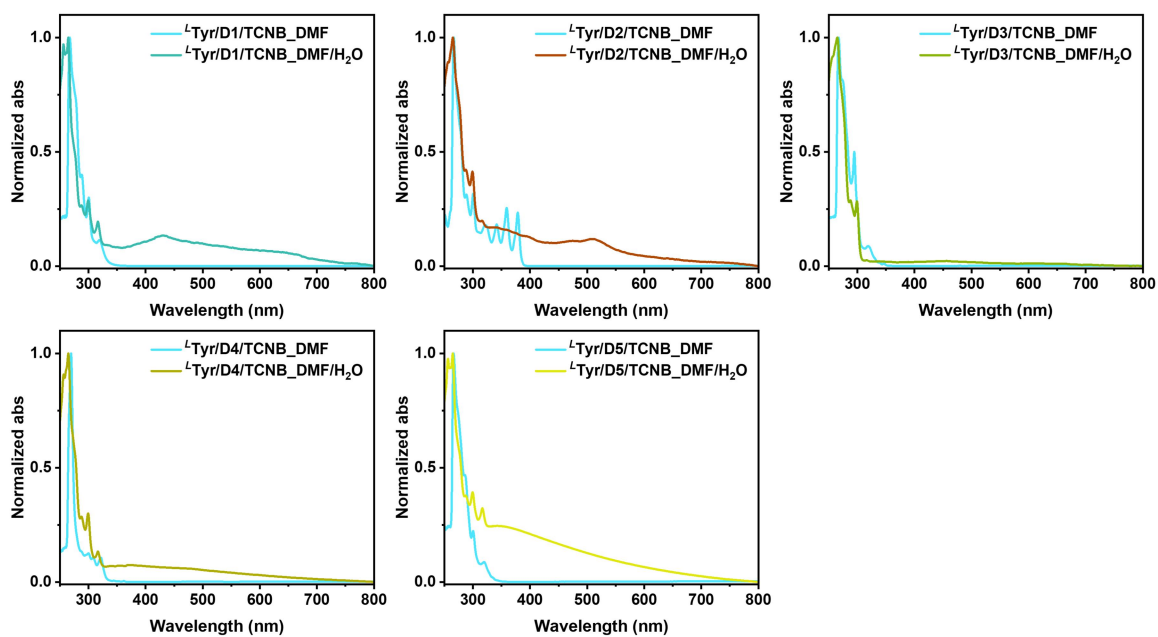 ᴸTyr/D1/TCNB_DMF
ᴸTyr/D1/TCNB_DMF/H₂O
1.0
0.5
0.0
Normalized abs
300 400 500 600 700 800
Wavelength (nm)
ᴸTyr/D2/TCNB_DMF
ᴸTyr/D2/TCNB_DMF/H₂O
1.0
0.5
0.0
Normalized abs
300 400 500 600 700 800
Wavelength (nm)
ᴸTyr/D3/TCNB_DMF
ᴸTyr/D3/TCNB_DMF/H₂O
1.0
0.5
0.0
Normalized abs
300 400 500 600 700 800
Wavelength (nm)
ᴸTyr/D4/TCNB_DMF
ᴸTyr/D4/TCNB_DMF/H₂O
1.0
0.5
0.0
Normalized abs
300 400 500 600 700 800
Wavelength (nm)
ᴸTyr/D5/TCNB_DMF
ᴸTyr/D5/TCNB_DMF/H₂O
1.0
0.5
0.0
Normalized abs
300 400 500 600 700 800
Wavelength (nm)